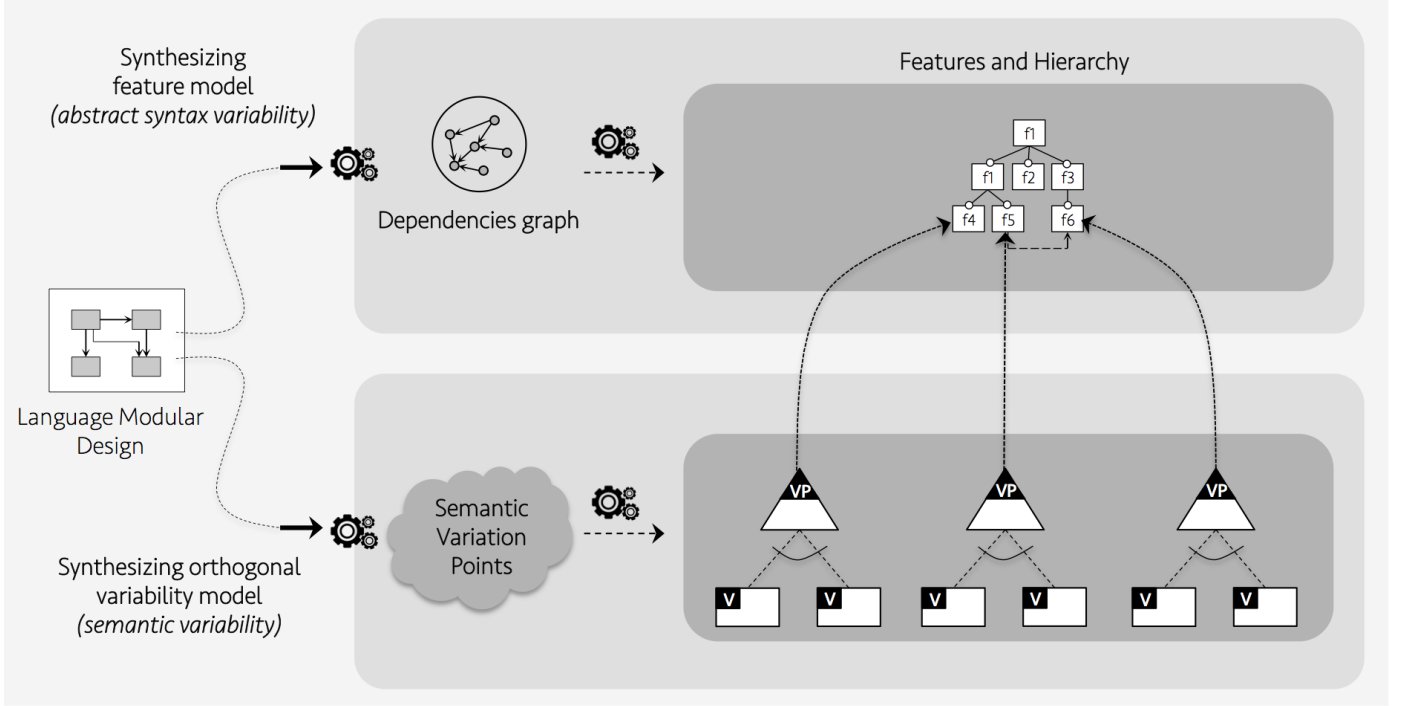 Synthesizing
feature model
(abstract syntax variability)
Features and Hierarchy
f1
f1 f2 f3
f4 f5 f6
Dependencies graph
Language Modular
Design
Semantic
Variation
Points
VP VP VP
V V V V V V
Synthesizing orthogonal
variability model
(semantic variability)